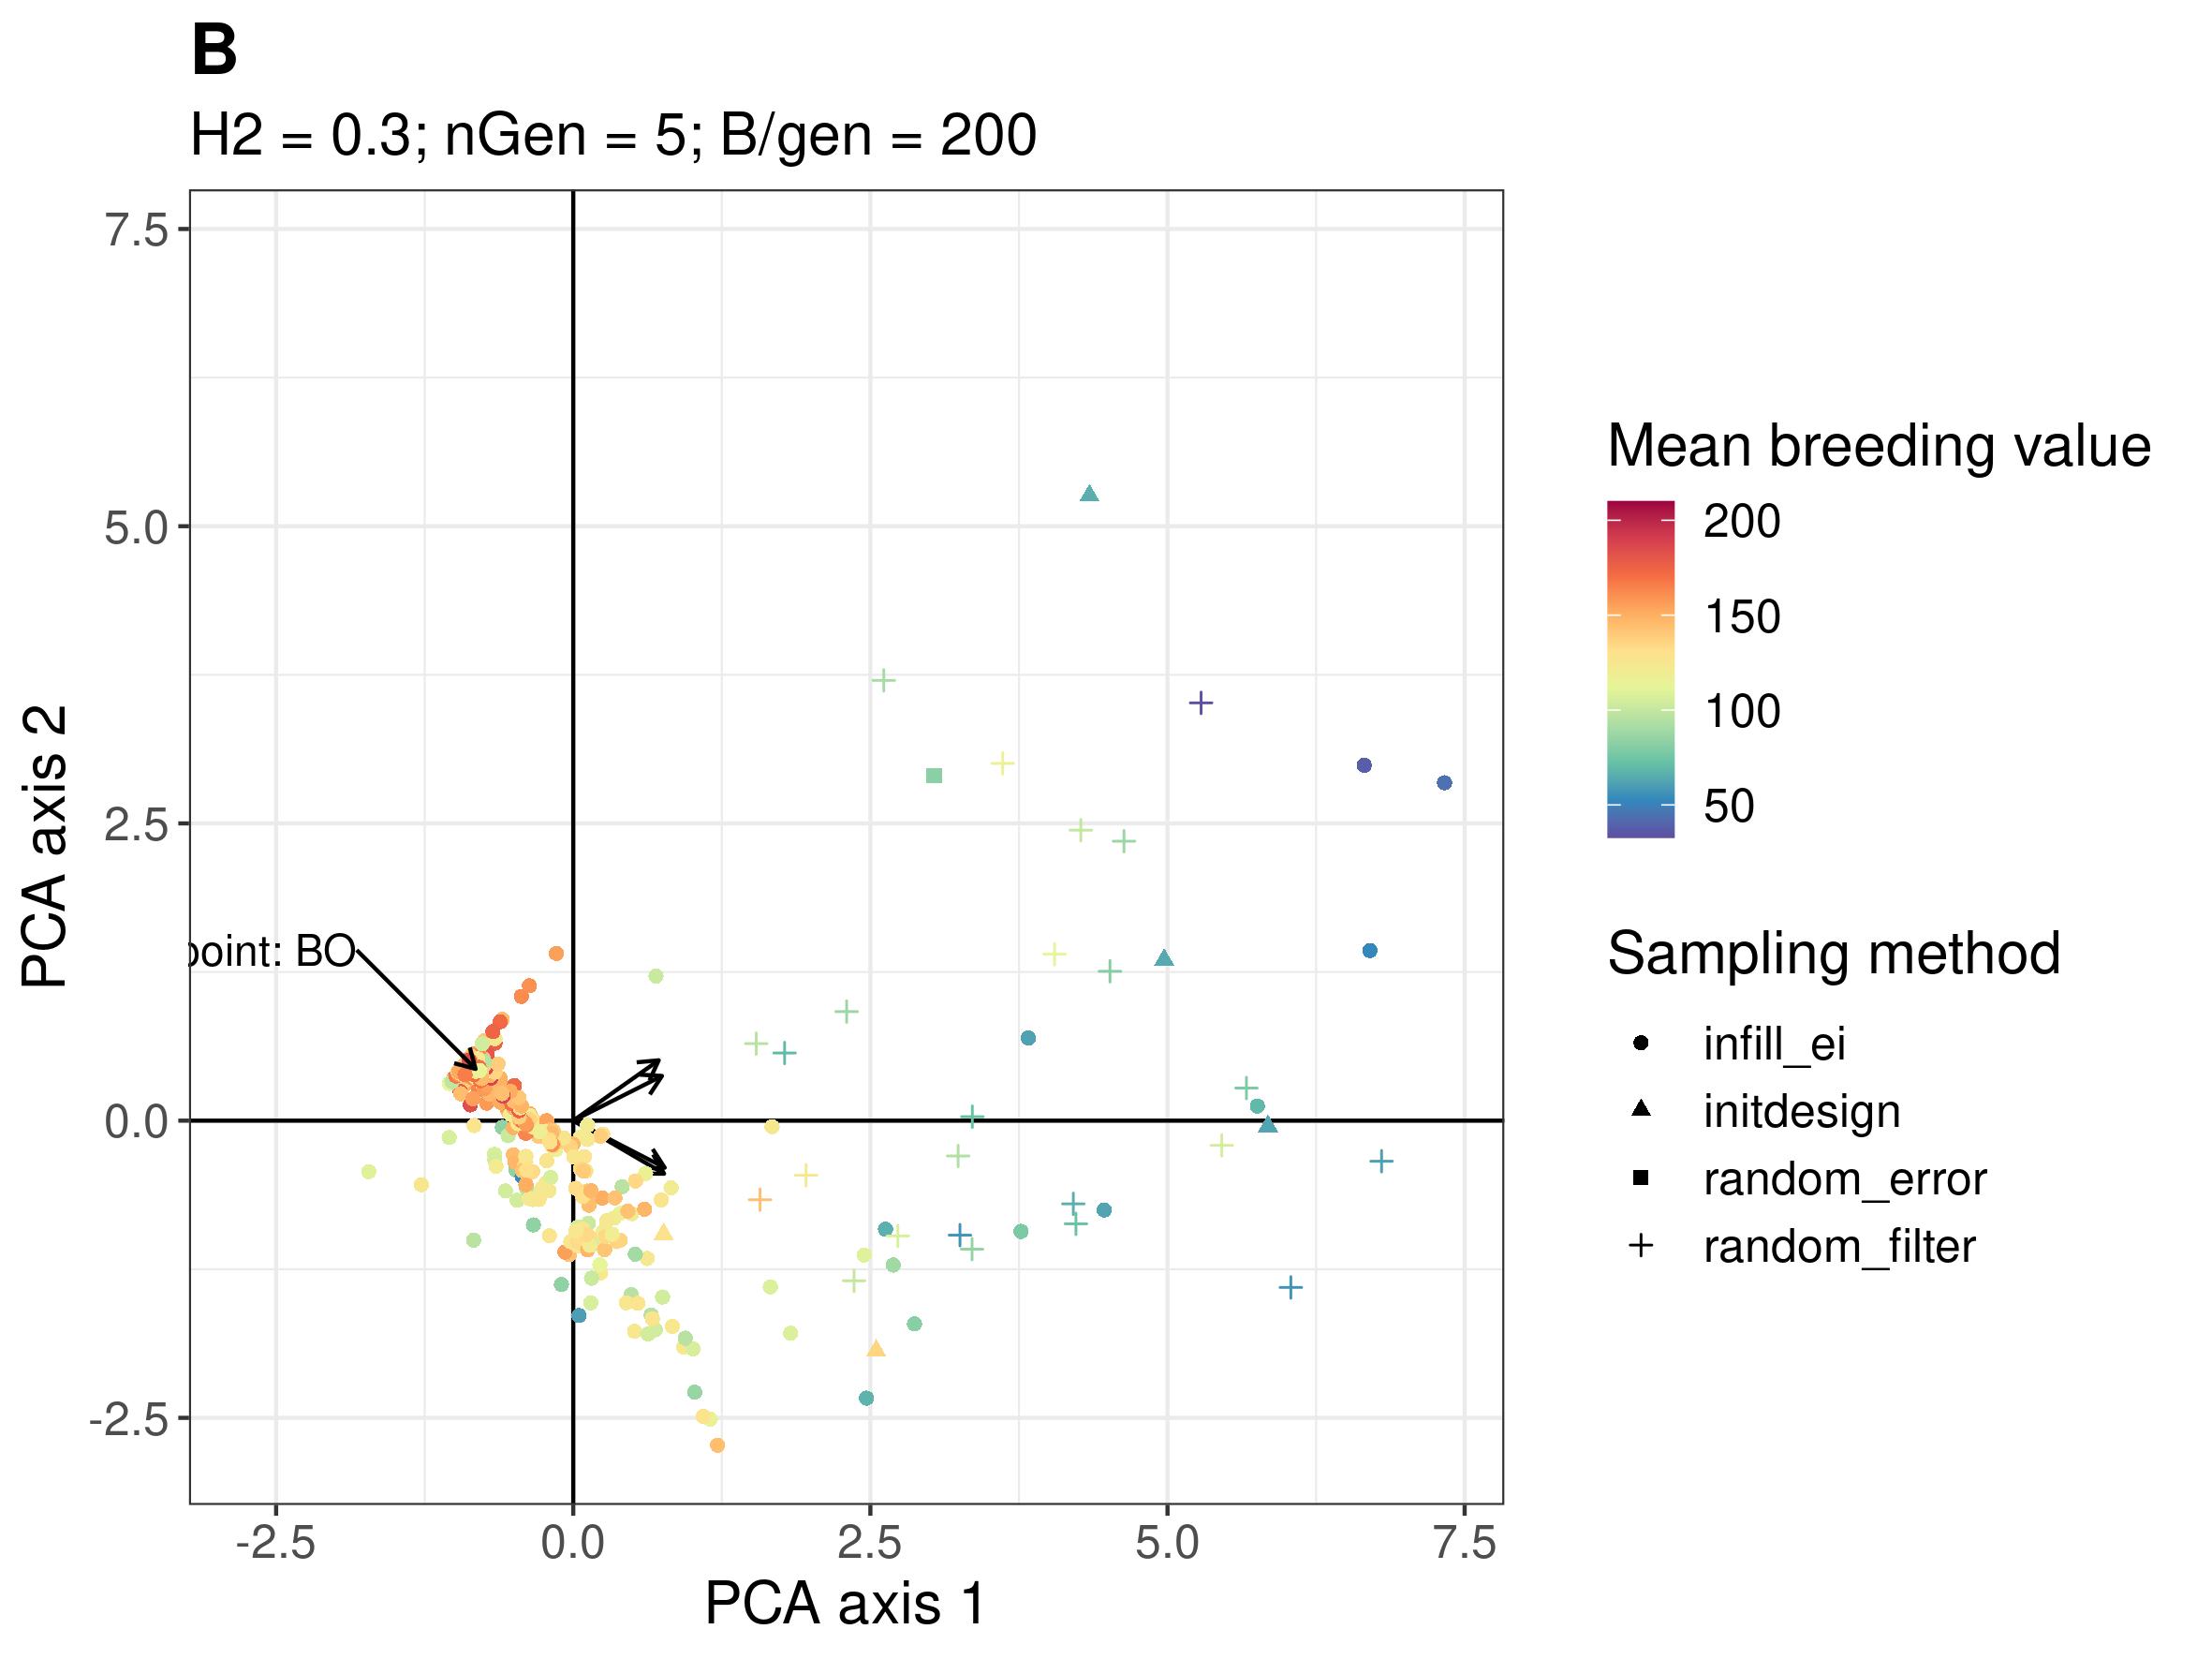 B
H2 = 0.3; nGen = 5; B/gen = 200
7.5
5.0
2.5
0.0
-2.5
PCA axis 2
point: BO
-2.5
0.0
2.5
5.0
7.5
PCA axis 1
Mean breeding value
200
150
100
50
Sampling method
infill_ei
initdesign
random_error
random_filter